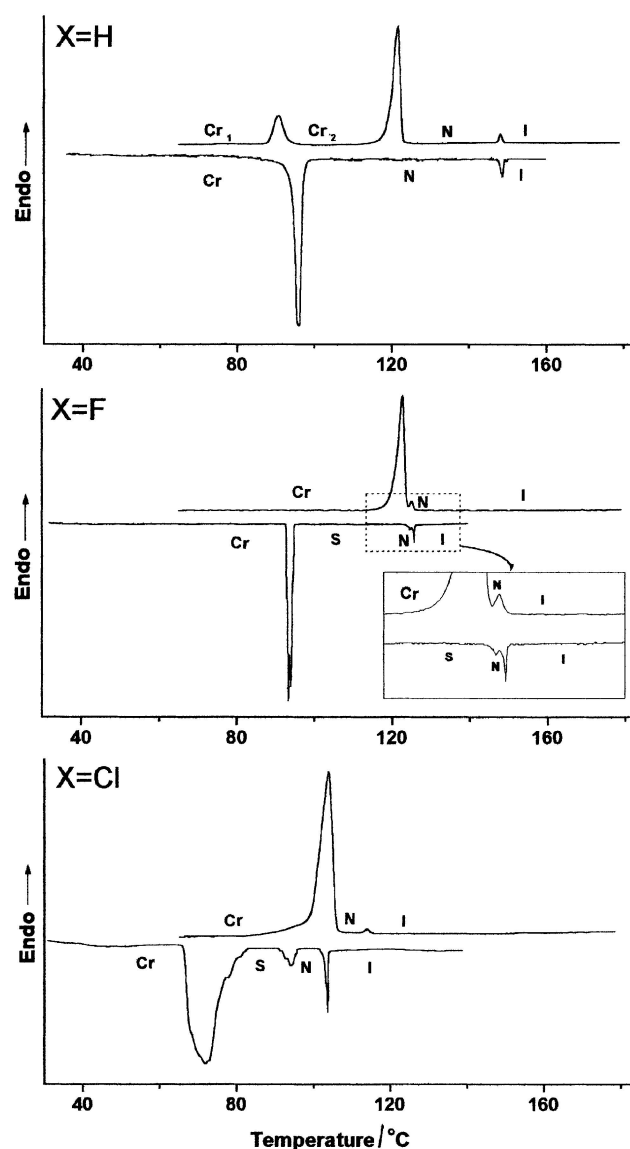 X=H
Cr1 Cr2 N I
Cr N I
Endo
40 80 120 160
X=F
Cr N I
Cr S N I
Endo
Cr N I
S N I
40 80 120 160
X=Cl
Cr N I
Cr S N I
Endo
40 80 120 160
Temperature/°C